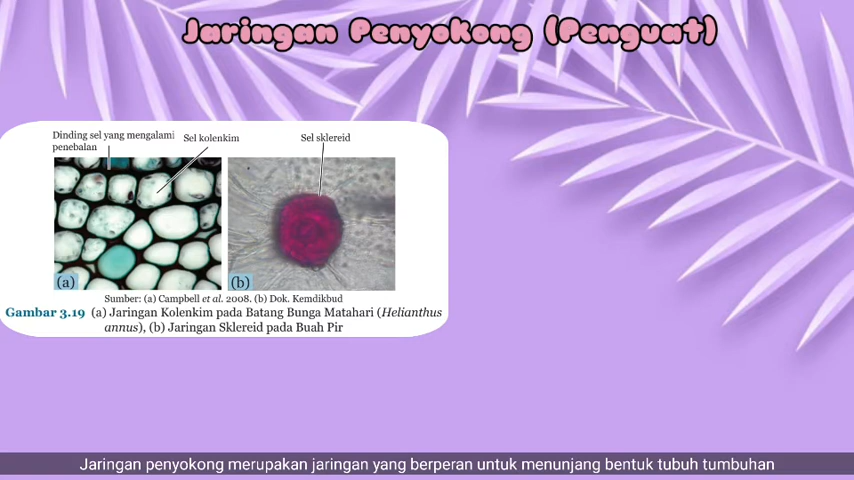 Jaringan Penyokong (Penguat)
Dinding sel yang mengalami
penebalan
Sel kolenkim
Sel sklereid
(a)
(b)
Sumber: (a) Campbell et al. 2008. (b) Dok. Kemdikbud
Gambar 3.19 (a) Jaringan Kolenkim pada Batang Bunga Matahari (Helianthus
annus), (b) Jaringan Sklereid pada Buah Pir
Jaringan penyokong merupakan jaringan yang berperan untuk menunjang bentuk tubuh tumbuhan